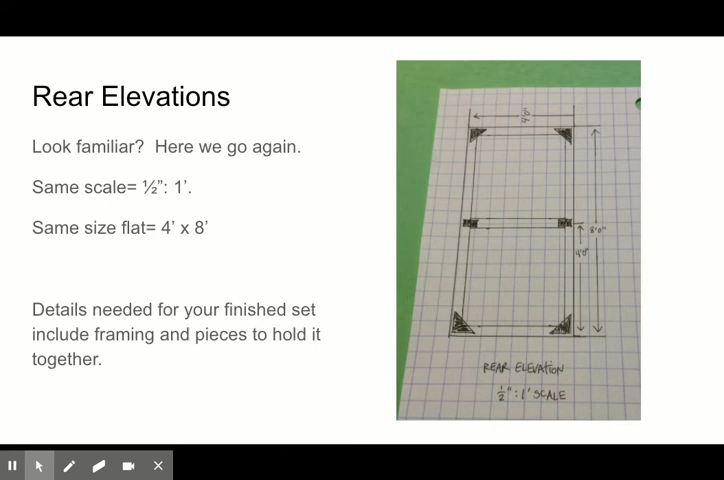 Rear Elevations
Look familiar?  Here we go again.
Same scale= ½”: 1’.
Same size flat= 4’ x 8’
Details needed for your finished set
include framing and pieces to hold it
together.
4'0"
8'0"
4'0"
REAR ELEVATION
½":1' SCALE